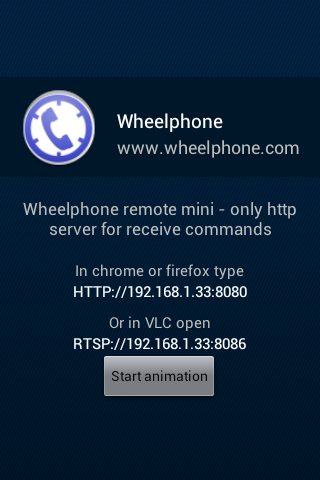 Wheelphone
www.wheelphone.com
Wheelphone remote mini - only http
server for receive commands
In chrome or firefox type
HTTP://192.168.1.33:8080
Or in VLC open
RTSP://192.168.1.33:8086
Start animation